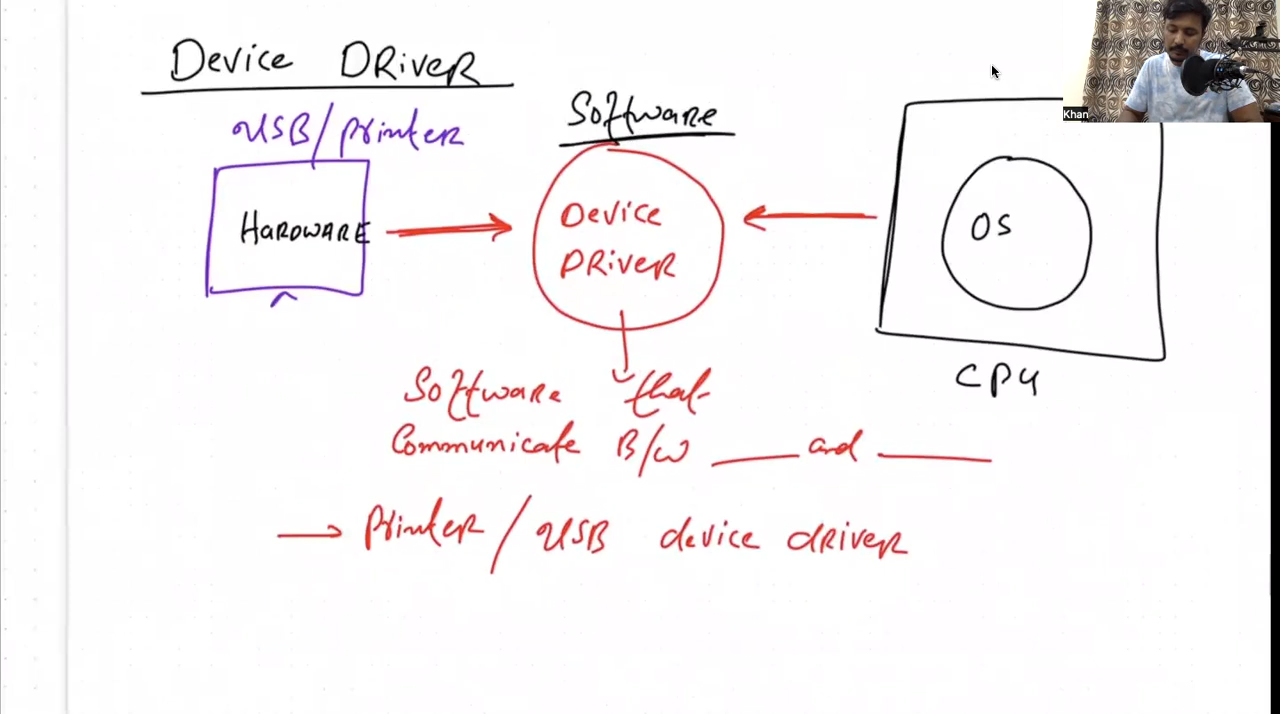 Device DRiveR
USB/printer
Software
HARDWARE
Device
DRiveR
OS
CPU
Software that
Communicate B/W ____ and ____
→ Printer / USB device driver
Khan